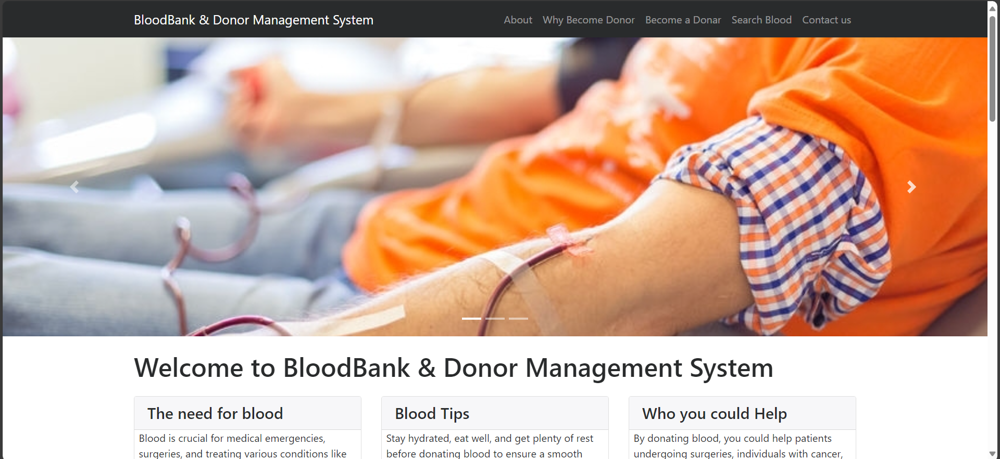 BloodBank & Donor Management System
About
Why Become Donor
Become a Donar
Search Blood
Contact us
Welcome to BloodBank & Donor Management System
The need for blood
Blood is crucial for medical emergencies,
surgeries, and treating various conditions like
Blood Tips
Stay hydrated, eat well, and get plenty of rest
before donating blood to ensure a smooth
Who you could Help
By donating blood, you could help patients
undergoing surgeries, individuals with cancer,